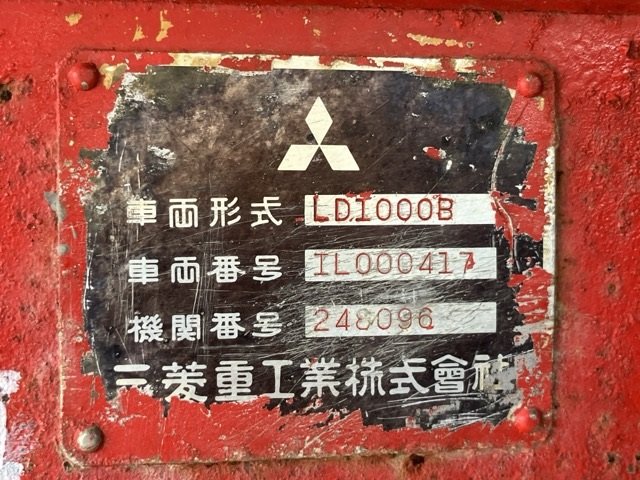 車両形式 LD1000B
車両番号 IL000417
機関番号 248096
三菱重工業株式會社